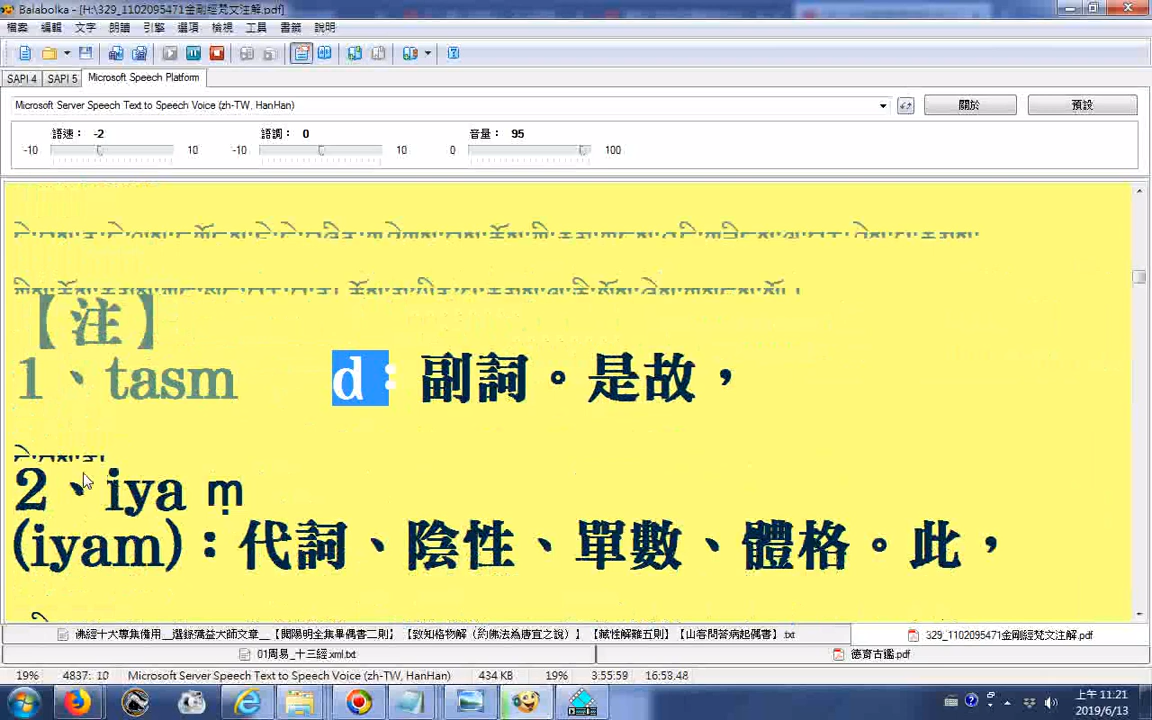 Balabolka - [H:\329_1102095471金剛經梵文注解.pdf]
檔案 編輯 文字 朗讀 引擎 選項 檢視 工具 書籤 說明
SAPI 4 SAPI 5 Microsoft Speech Platform
Microsoft Server Speech Text to Speech Voice (zh-TW, HanHan) 關於 預設
語速： -2 語調： 0 音量： 95
-10 10 -10 10 0 100
【注】
1、tasm d：副詞。是故，
2、iya ṃ
(iyam)：代詞、陰性、單數、體格。此，
329_1102095471金剛經梵文注解.pdf
01周易_十三經.xml.txt 德育古鑑.pdf
19% 4837: 10 Microsoft Server Speech Text to Speech Voice (zh-TW, HanHan) 434 KB 19% 3:55:59 16:53:48
上午 11:21
2019/6/13